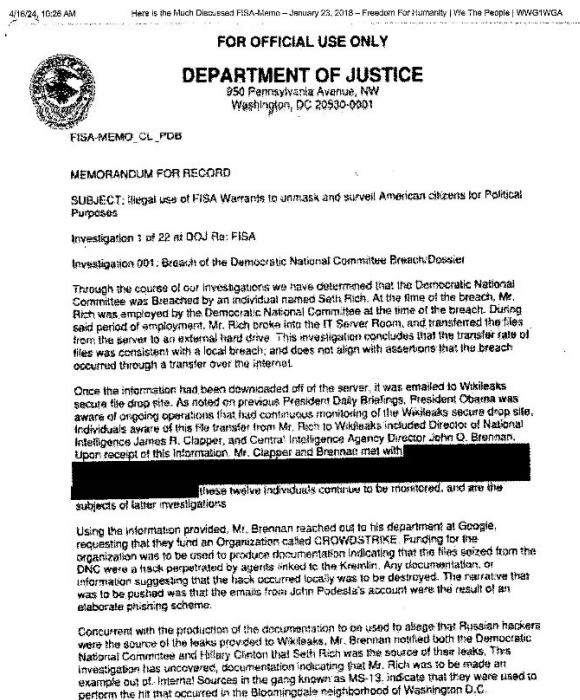 4/16/24, 10:26 AM Here is the Much Discussed FISA-Memo – January 23, 2018 – Freedom For Humanity | We The People | WWG1WGA
FOR OFFICIAL USE ONLY
DEPARTMENT OF JUSTICE
950 Pennsylvania Avenue, NW
Washington, DC 20530-0001
FISA-MEMO_CL_PDB
MEMORANDUM FOR RECORD
SUBJECT: Illegal use of FISA Warrants to unmask and surveil American citizens for Political
Purposes
Investigation 1 of 22 at DOJ Re: FISA
Investigation 001: Breach of the Democratic National Committee Breach/Dossier
Through the course of our investigations we have determined that the Democratic National
Committee was Breached by an individual named Seth Rich. At the time of the breach, Mr.
Rich was employed by the Democratic National Committee at the time of the breach. During
said period of employment, Mr. Rich broke into the IT Server Room, and transferred the files
from the server to an external hard drive. This investigation concludes that the transfer rate of
files was consistent with a local breach; and does not align with assertions that the breach
occurred through a transfer over the internet.
Once the information had been downloaded off of the server, it was emailed to Wikileaks
secure file drop site. As noted on previous President Daily Briefings, President Obama was
aware of ongoing operations that had continuous monitoring of the Wikileaks secure drop site.
Individuals aware of this file transfer from Mr. Rich to Wikileaks included Director of National
Intelligence James R. Clapper, and Central Intelligence Agency Director John O. Brennan.
Upon receipt of this Information, Mr. Clapper and Brennan met with
these twelve individuals continue to be monitored, and are the
subjects of latter investigations
Using the information provided, Mr. Brennan reached out to his department at Google,
requesting that they fund an Organization called CROWDSTRIKE. Funding for the
organization was to be used to produce documentation indicating that the files seized from the
DNC were a hack perpetrated by agents linked to the Kremlin. Any documentation, or
information suggesting that the hack occurred locally was to be destroyed. The narrative that
was to be pushed was that the emails from John Podesta's account were the result of an
elaborate phishing scheme.
Concurrent with the production of the documentation to be used to allege that Russian hackers
were the source of the leaks provided to Wikileaks, Mr. Brennan notified both the Democratic
National Committee and Hillary Clinton that Seth Rich was the source of their leaks. This
investigation has uncovered, documentation indicating that Mr. Rich was to be made an
example out of. Internal Sources in the gang known as MS-13, indicate that they were used to
perform the hit that occurred in the Bloomingdale neighborhood of Washington D.C.